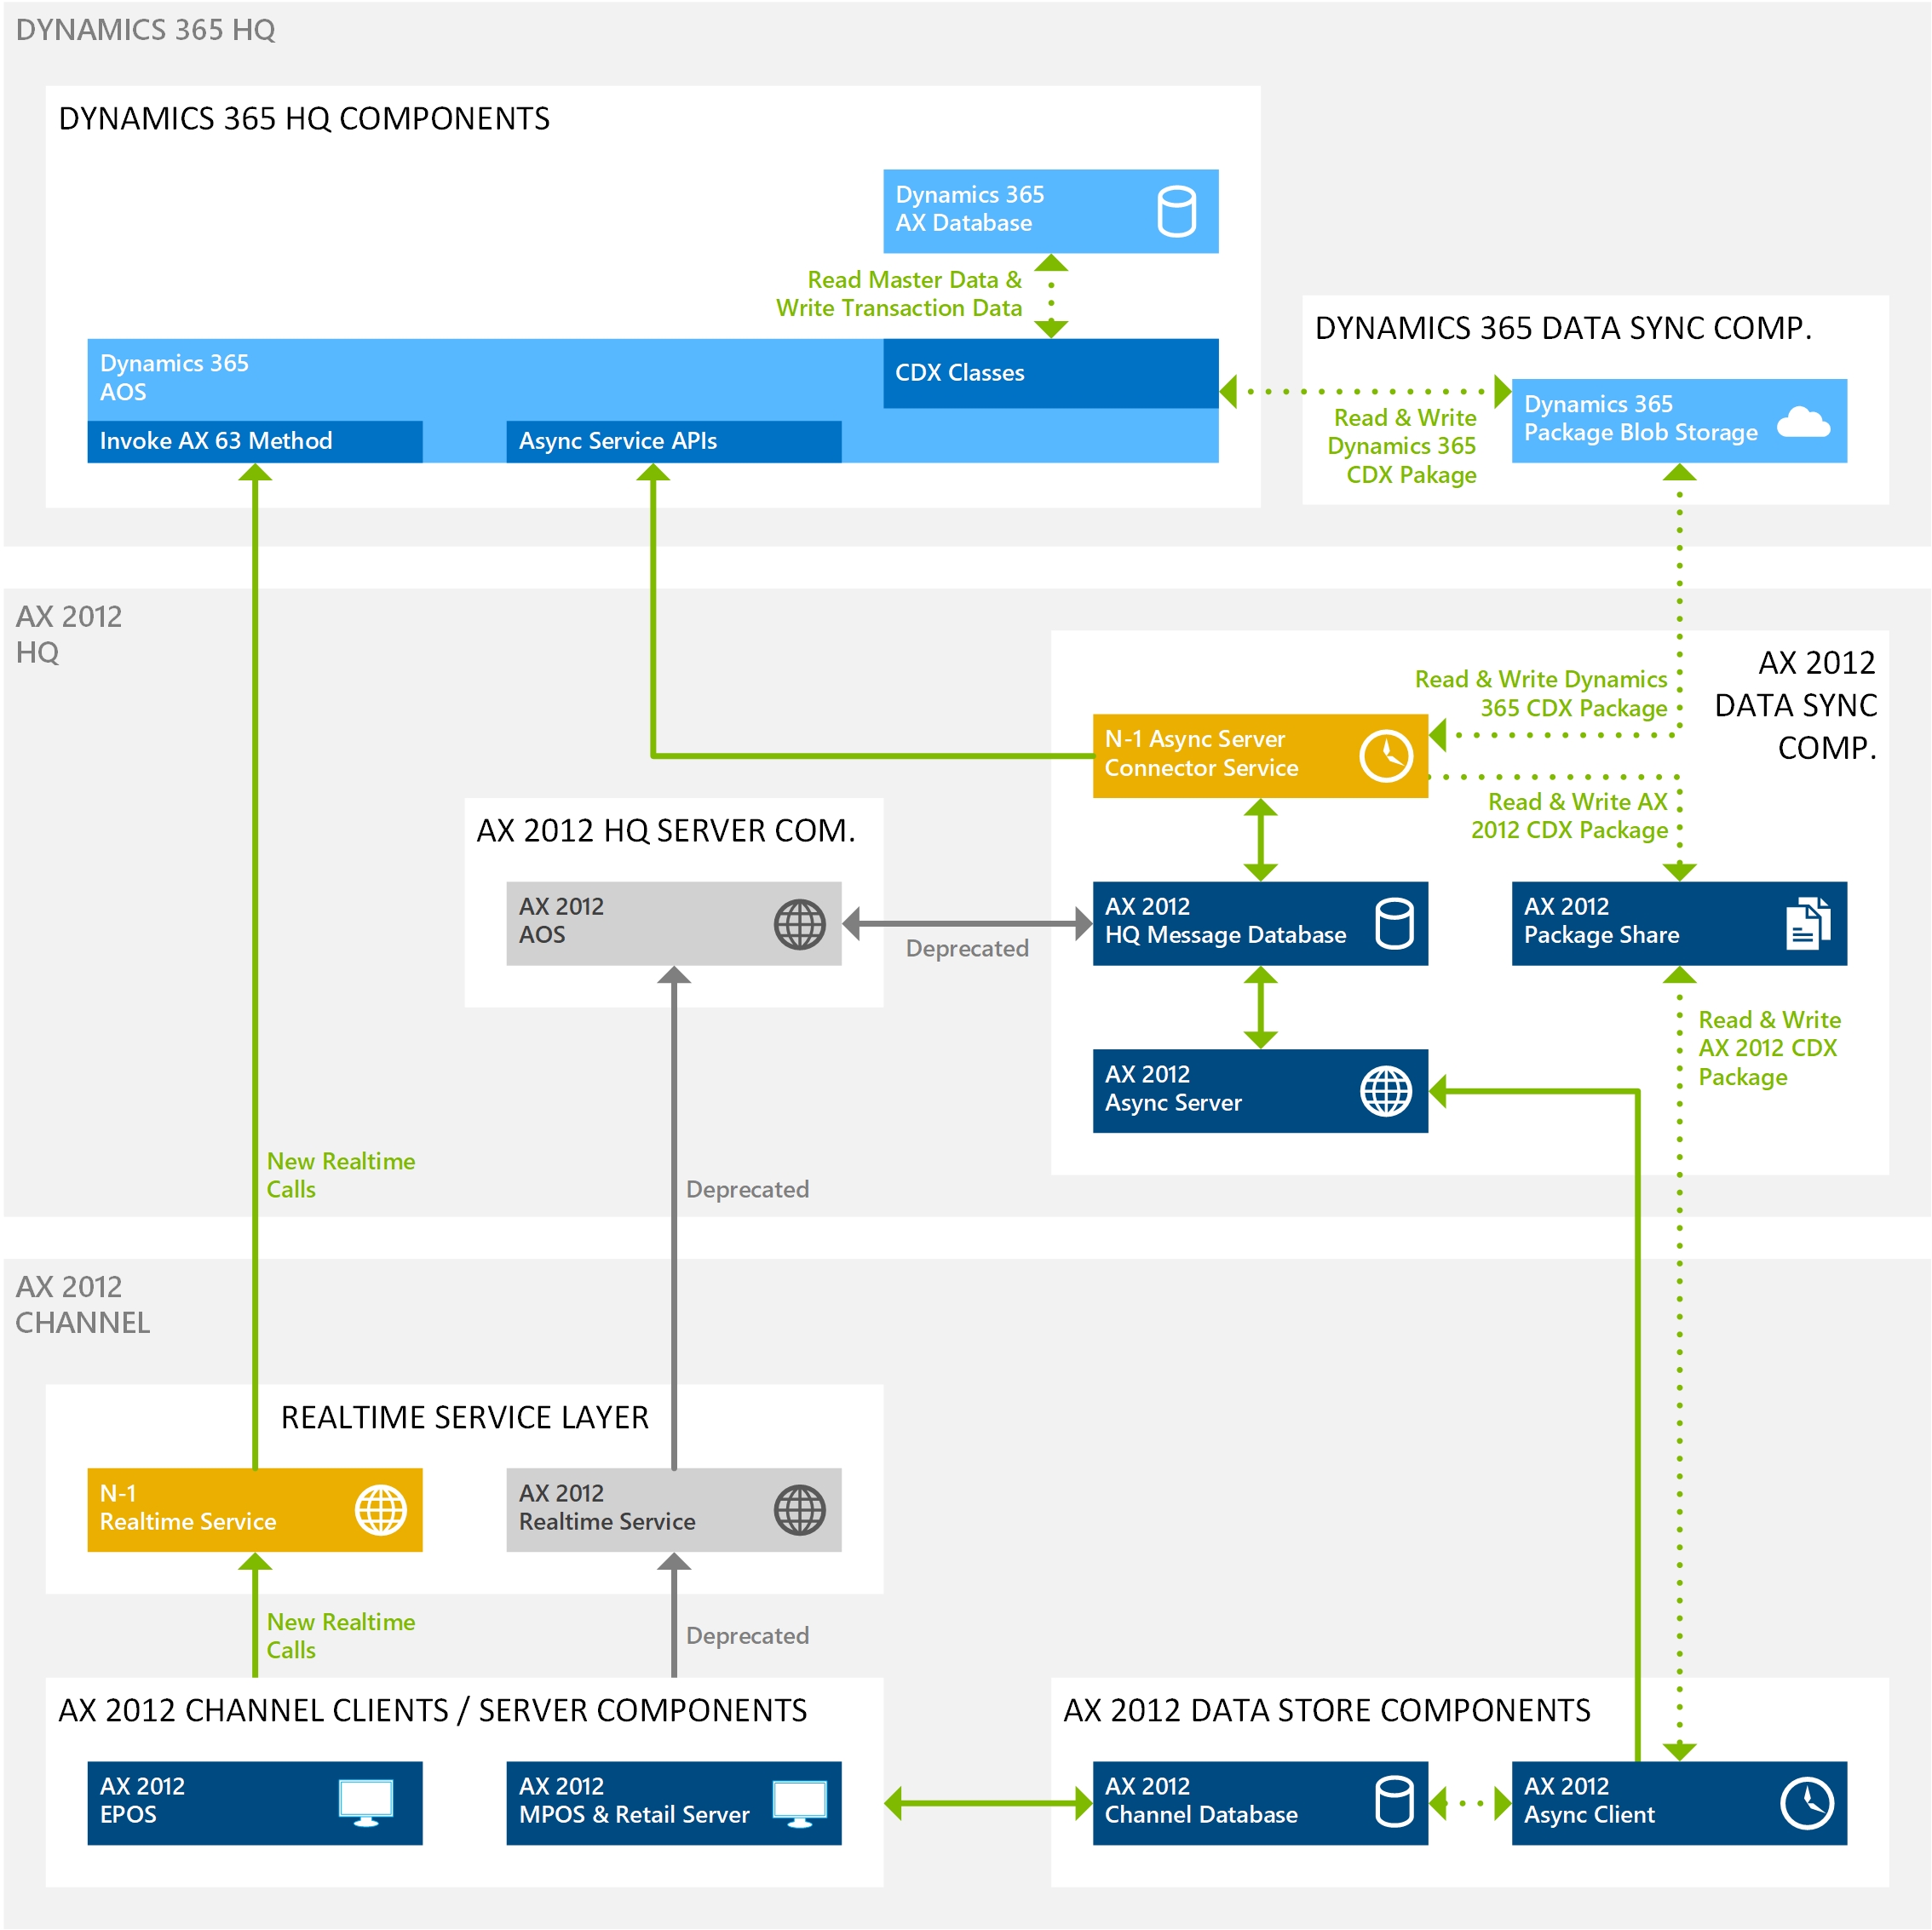 DYNAMICS 365 HQ
DYNAMICS 365 HQ COMPONENTS
Dynamics 365
AX Database
Read Master Data &
Write Transaction Data
Dynamics 365
AOS
CDX Classes
Invoke AX 63 Method
Async Service APIs
DYNAMICS 365 DATA SYNC COMP.
Dynamics 365
Package Blob Storage
Read & Write
Dynamics 365
CDX Pakage
AX 2012
HQ
AX 2012
DATA SYNC
COMP.
Read & Write Dynamics
365 CDX Package
N-1 Async Server
Connector Service
Read & Write AX
2012 CDX Package
AX 2012 HQ SERVER COM.
AX 2012
AOS
Deprecated
AX 2012
HQ Message Database
AX 2012
Package Share
Read & Write
AX 2012 CDX
Package
AX 2012
Async Server
New Realtime
Calls
Deprecated
AX 2012
CHANNEL
REALTIME SERVICE LAYER
N-1
Realtime Service
AX 2012
Realtime Service
New Realtime
Calls
Deprecated
AX 2012 CHANNEL CLIENTS / SERVER COMPONENTS
AX 2012
EPOS
AX 2012
MPOS & Retail Server
AX 2012 DATA STORE COMPONENTS
AX 2012
Channel Database
AX 2012
Async Client